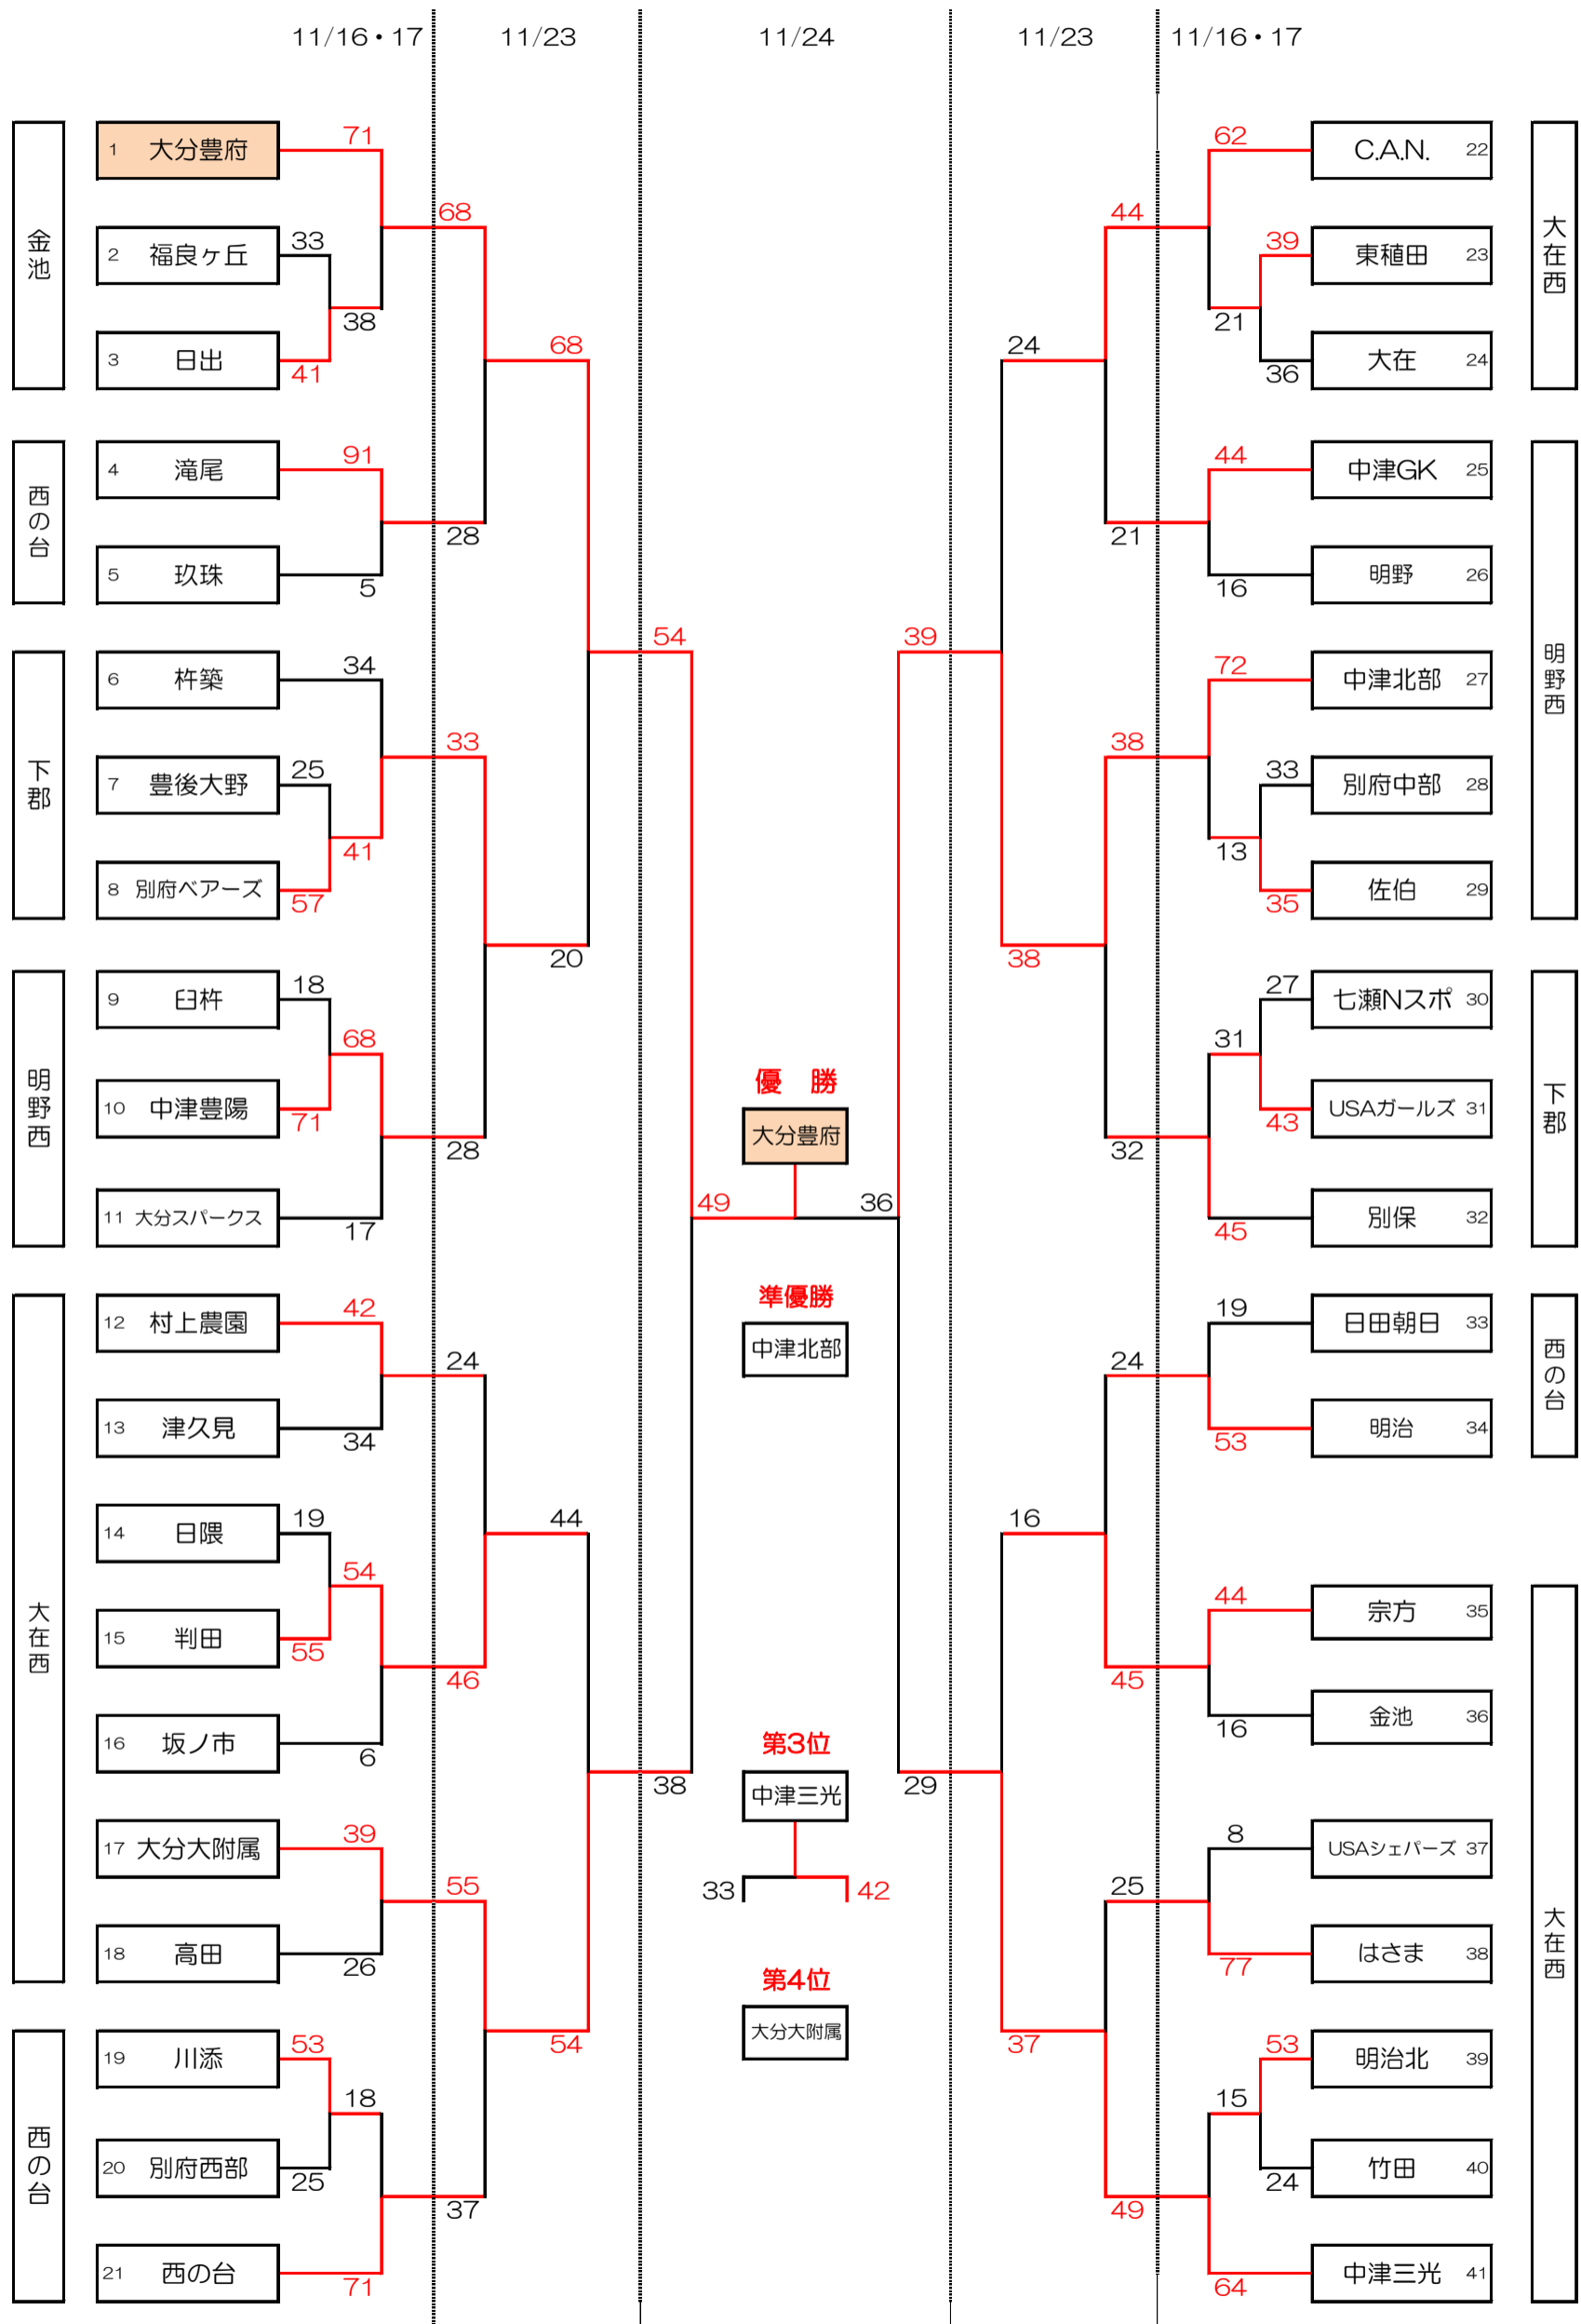 11/16・17 11/23 11/24 11/23 11/16・17
71 62
1 大分豊府 C.A.N. 22
68 44
33 39
金池 2 福良ヶ丘 東稙田 23 大在西
38 21
68 24
3 日出 大在 24
41 36
91 44
4 滝尾 中津GK 25
西の台
28 21
5 玖珠 明野 26
5 16
54 39
34 72
6 杵築 中津北部 27
明野西
33 38
25 33
下郡 7 豊後大野 別府中部 28
41 13
8 別府ベアーズ 佐伯 29
57 35
20 38
18 27
9 臼杵 七瀬Nスポ 30
68 31
優 勝
明野西 10 中津豊陽 USAガールズ 31 下郡
71 43
大分豊府
28 32
49 36
11 大分スパークス 別保 32
17 45
準優勝
42 19
12 村上農園 日田朝日 33
中津北部
24 24
西の台
13 津久見 明治 34
34 53
19 44 16
14 日隈
54 44
宗方 35
大在西
15 判田
55
46 45
16 坂ノ市 金池 36
6 16
第3位
38 29
中津三光
39 8
17 大分大附属 USAシェパーズ 37
55 25
33 42
大在西
18 高田 はさま 38
26 77
第4位
大分大附属
54 37
53 53
19 川添 明治北 39
18 15
西の台
20 別府西部 竹田 40
25 24
37 49
21 西の台 中津三光 41
71 64